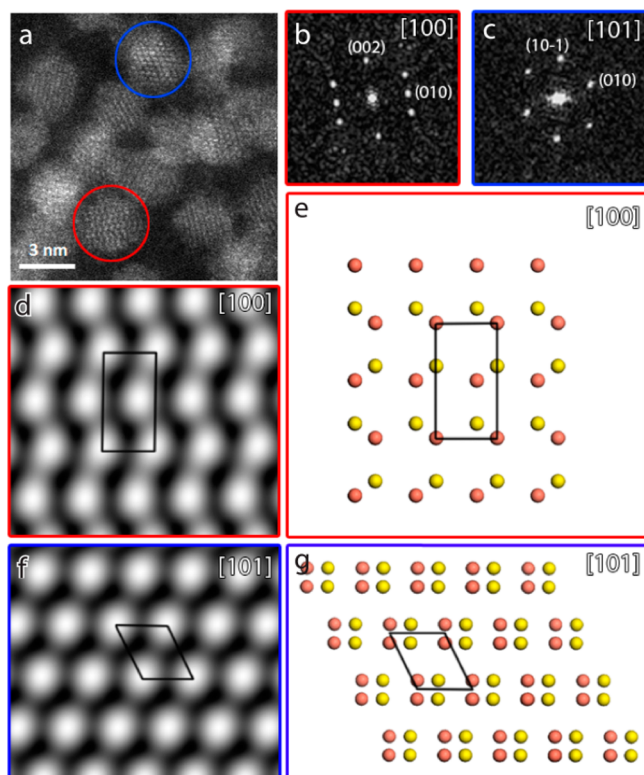 a
3 nm
b
[100]
(002)
(010)
c
[101]
(10-1)
(010)
d
[100]
e
[100]
f
[101]
g
[101]